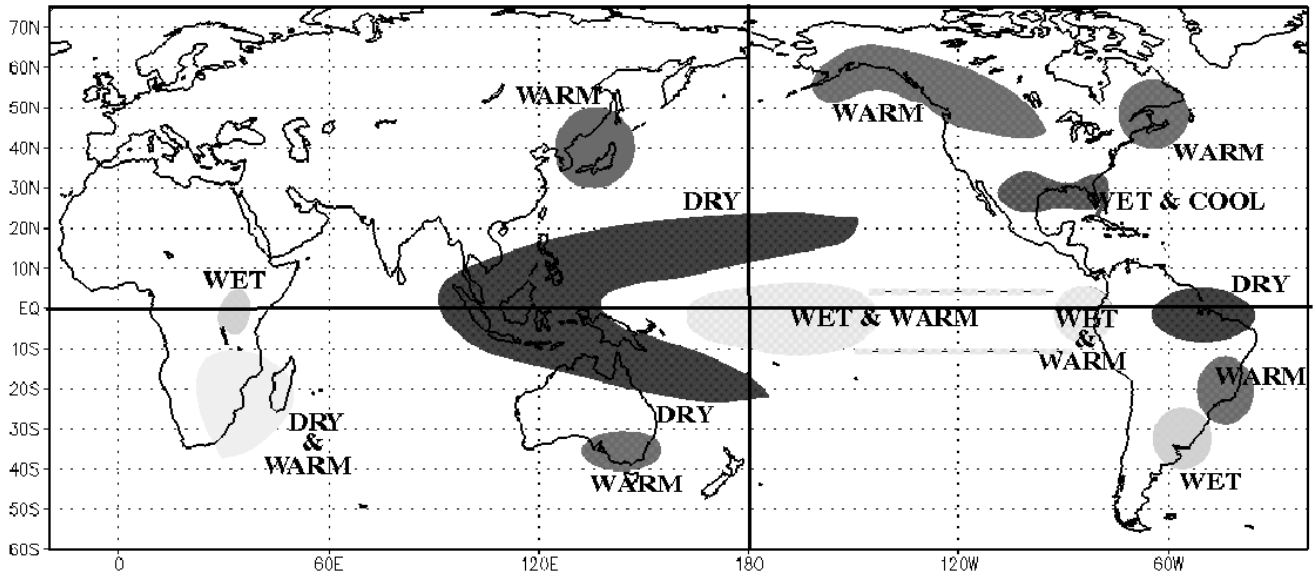 70N
60N
WARM
WARM
50N
WARM
40N
WARM
30N
DRY
WET & COOL
20N
WET
10N
DRY
EQ
WET & WARM
WET
&
WARM
10S
WARM
20S
DRY
DRY
&
WARM
30S
40S
WARM
WET
50S
60S
0
60E
120E
180
120W
60W